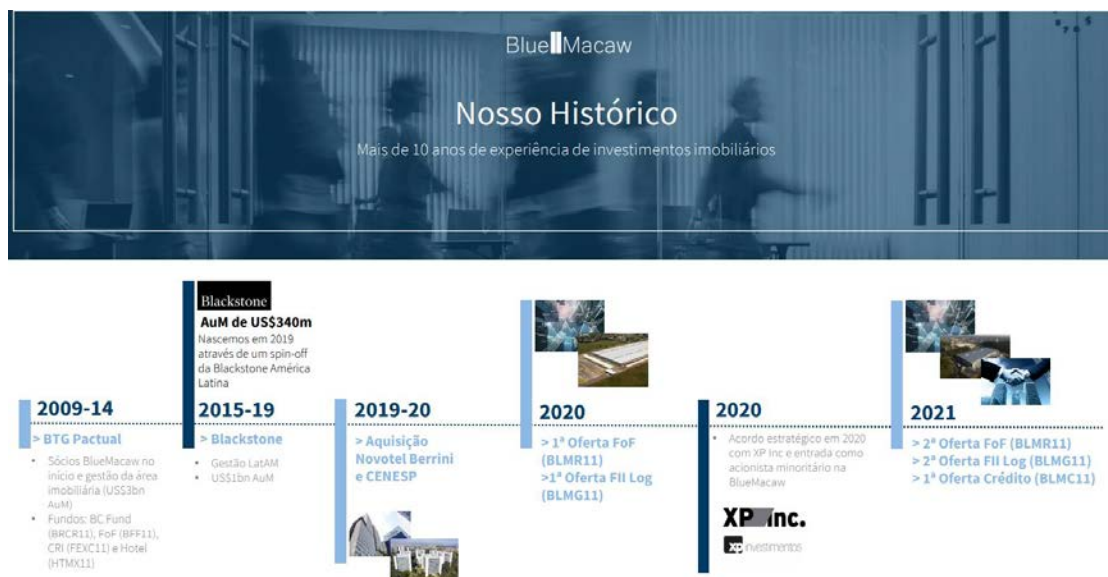 Blue Macaw
Nosso Histórico
Mais de 10 anos de experiência de investimentos imobiliários
Blackstone
AuM de US$340m
Nascemos em 2019
através de um spin-off
da Blackstone América
Latina
2009-14
> BTG Pactual
• Sócios BlueMacaw no
início e gestão da área
imobiliária (US$3bn
AuM)
• Fundos: BC Fund
(BRCR11), FoF (BFF11),
CRI (FEXC11) e Hotel
(HTMX11)
2015-19
> Blackstone
• Gestão LatAM
• US$1bn AuM
2019-20
> Aquisição
Novotel Berrini
e CENESP
2020
> 1ª Oferta FoF
(BLMR11)
>1ª Oferta FII Log
(BLMG11)
2020
• Acordo estratégico em 2020
com XP Inc e entrada como
acionista minoritário na
BlueMacaw
XP inc.
xp investimentos
2021
> 2ª Oferta FoF (BLMR11)
> 2ª Oferta FII Log (BLMG11)
> 1ª Oferta Crédito (BLMC11)